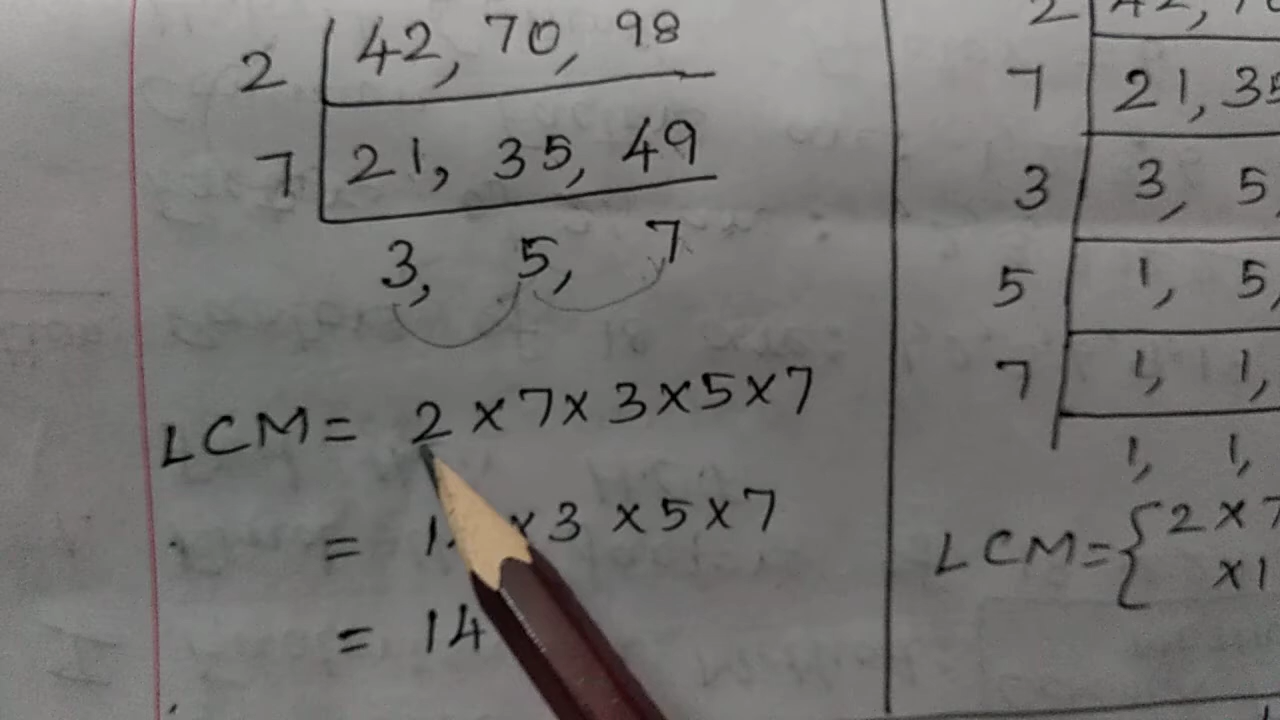 2 42, 70, 98
7 21, 35, 49
3, 5, 7
LCM = 2 × 7 × 3 × 5 × 7
= × 3 × 5 × 7
= 14
2 42,
7 21, 35
3 3, 5,
5 1, 5,
7 1, 1,
1, 1,
LCM = { 2 × 7
× 1